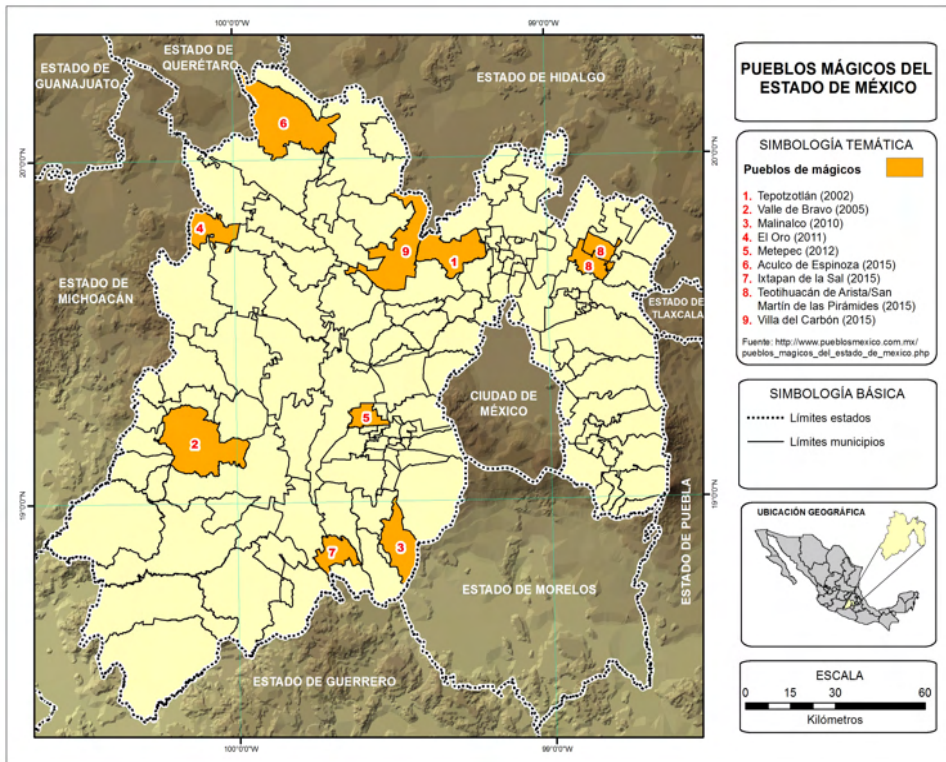 100°0'0"W
99°0'0"W
ESTADO DE
QUERÉTARO
ESTADO DE
GUANAJUATO
ESTADO DE HIDALGO
20°0'0"N
20°0'0"N
6
4
9
1
8
8
ESTADO DE
MICHOACÁN
ESTADO DE
TLAXCALA
CIUDAD DE
MÉXICO
5
2
19°0'0"N
19°0'0"N
3
7
ESTADO DE PUEBLA
ESTADO DE MORELOS
ESTADO DE GUERRERO
100°0'0"W
99°0'0"W
PUEBLOS MÁGICOS DEL
ESTADO DE MÉXICO
SIMBOLOGÍA TEMÁTICA
Pueblos de mágicos
1. Tepotzotlán (2002)
2. Valle de Bravo (2005)
3. Malinalco (2010)
4. El Oro (2011)
5. Metepec (2012)
6. Aculco de Espinoza (2015)
7. Ixtapan de la Sal (2015)
8. Teotihuacán de Arista/San
Martín de las Pirámides (2015)
9. Villa del Carbón (2015)
Fuente: http://www.pueblosmexico.com.mx/
pueblos_magicos_del_estado_de_mexico.php
SIMBOLOGÍA BÁSICA
Límites estados
Límites municipios
UBICACIÓN GEOGRÁFICA
ESCALA
0 15 30 60
Kilómetros